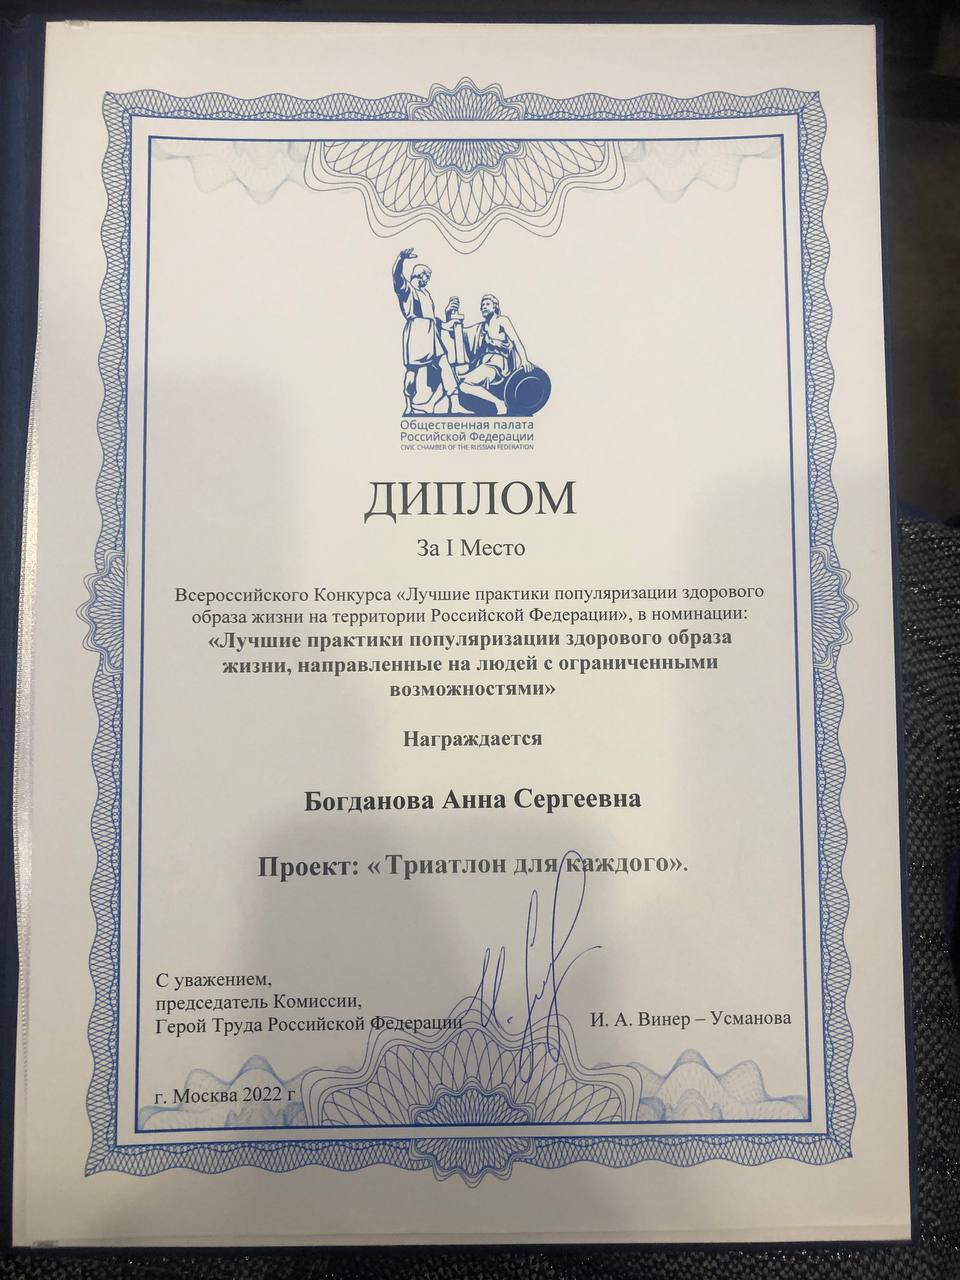 Общественная палата
Российской Федерации
CIVIC CHAMBER OF THE RUSSIAN FEDERATION
ДИПЛОМ
За I Место
Всероссийского Конкурса «Лучшие практики популяризации здорового
образа жизни на территории Российской Федерации», в номинации:
«Лучшие практики популяризации здорового образа
жизни, направленные на людей с ограниченными
возможностями»
Награждается
Богданова Анна Сергеевна
Проект: « Триатлон для каждого».
С уважением,
председатель Комиссии,
Герой Труда Российской Федерации
И. А. Винер – Усманова
г. Москва 2022 г